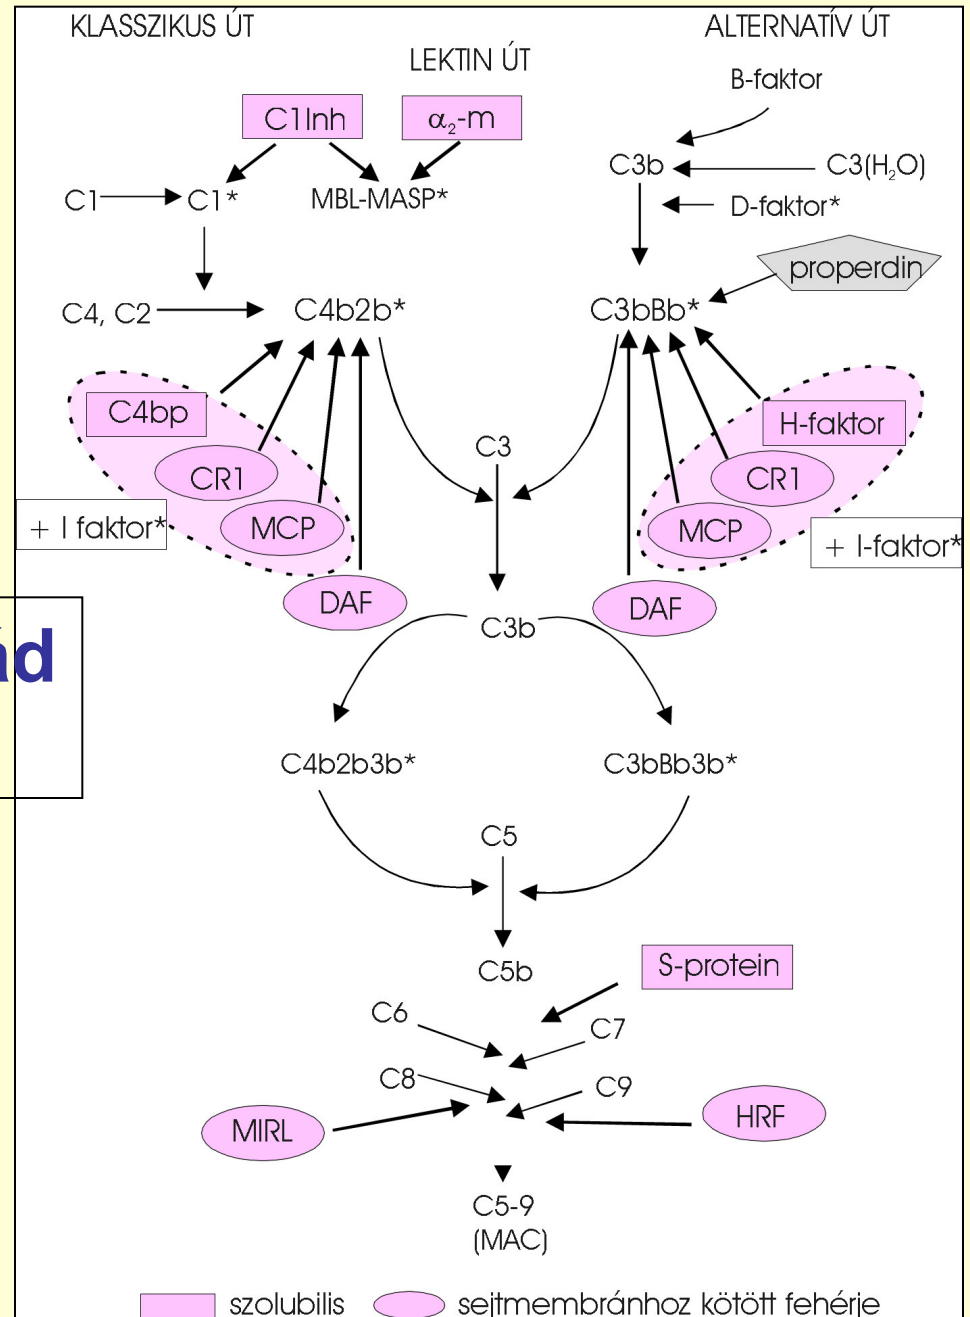 KLASSZIKUS ÚT
LEKTIN ÚT
ALTERNATÍV ÚT
B-faktor
C1Inh
α₂-m
C3b
C3(H₂O)
C1
C1*
MBL-MASP*
D-faktor*
properdin
C4, C2
C4b2b*
C3bBb*
C4bp
H-faktor
C3
CR1
CR1
+ I faktor*
MCP
MCP
+ I-faktor*
DAF
DAF
C3b
ád
C4b2b3b*
C3bBb3b*
C5
C5b
S-protein
C6
C7
C8
C9
MIRL
HRF
C5-9
(MAC)
szolubilis
sejtmembránhoz kötött fehérje